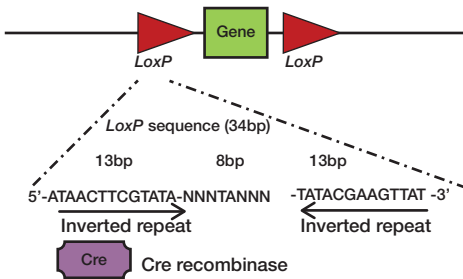 Gene
LoxP LoxP
LoxP sequence (34bp)
13bp 8bp 13bp
5’-ATAACTTCGTATA-NNNTANNN -TATACGAAGTTAT -3’
Inverted repeat Inverted repeat
Cre Cre recombinase